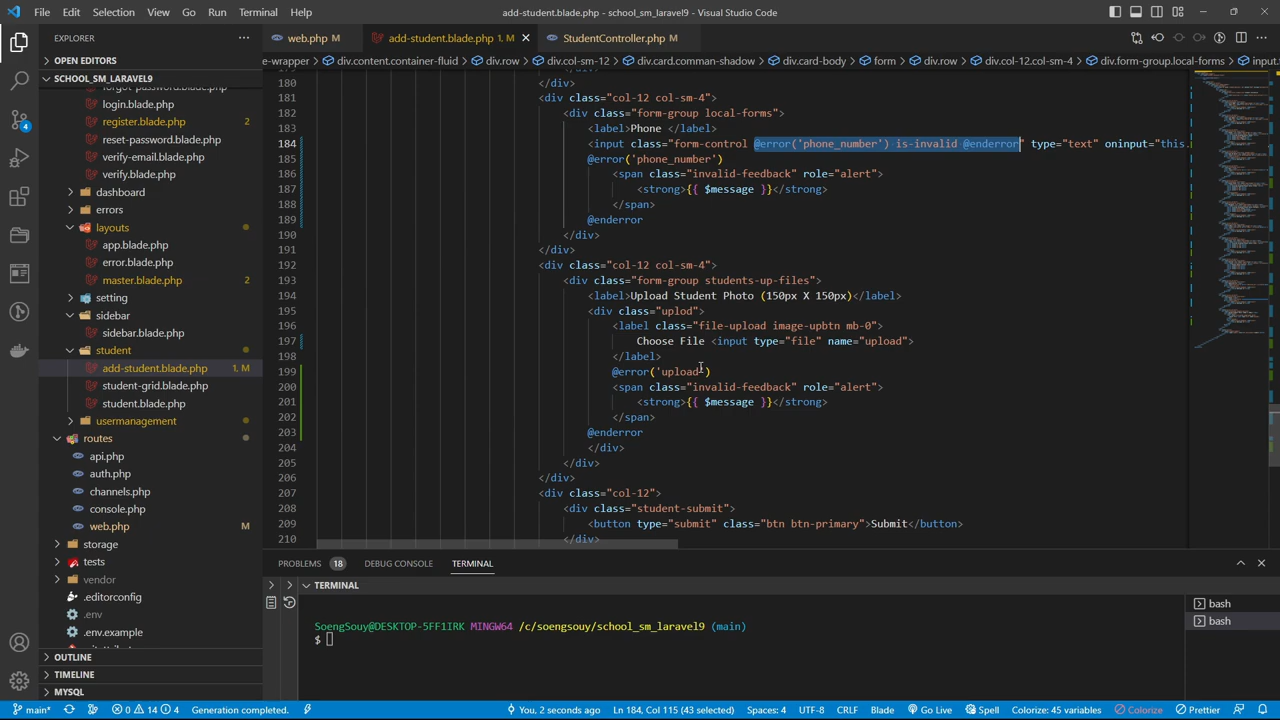 File Edit Selection View Go Run Terminal Help
add-student.blade.php - school_sm_laravel9 - Visual Studio Code
EXPLORER
web.php M
add-student.blade.php 1, M
StudentController.php M
OPEN EDITORS
e-wrapper > div.content.container-fluid > div.row > div.col-sm-12 > div.card.comman-shadow > div.card-body > form > div.row > div.col-12.col-sm-4 > div.form-group.local-forms > input.
SCHOOL_SM_LARAVEL9
login.blade.php
register.blade.php 2
reset-password.blade.php
verify-email.blade.php
verify.blade.php
dashboard
errors
layouts
app.blade.php
error.blade.php
master.blade.php 2
setting
sidebar
sidebar.blade.php
student
add-student.blade.php 1, M
student-grid.blade.php
student.blade.php
usermanagement
routes
api.php
auth.php
channels.php
console.php
web.php M
storage
tests
vendor
.editorconfig
.env
.env.example
OUTLINE
TIMELINE
MYSQL
180 </div>
181 <div class="col-12 col-sm-4">
182 <div class="form-group local-forms">
183 <label>Phone </label>
184 <input class="form-control @error('phone_number') is-invalid @enderror" type="text" oninput="this.
185 @error('phone_number')
186 <span class="invalid-feedback" role="alert">
187 <strong>{{ $message }}</strong>
188 </span>
189 @enderror
190 </div>
191 </div>
192 <div class="col-12 col-sm-4">
193 <div class="form-group students-up-files">
194 <label>Upload Student Photo (150px X 150px)</label>
195 <div class="uplod">
196 <label class="file-upload image-upbtn mb-0">
197 Choose File <input type="file" name="upload">
198 </label>
199 @error('upload')
200 <span class="invalid-feedback" role="alert">
201 <strong>{{ $message }}</strong>
202 </span>
203 @enderror
204 </div>
205 </div>
206 </div>
207 <div class="col-12">
208 <div class="student-submit">
209 <button type="submit" class="btn btn-primary">Submit</button>
210 </div>
PROBLEMS 18 DEBUG CONSOLE TERMINAL
TERMINAL
SoengSouy@DESKTOP-5FF1IRK MINGW64 /c/soengsouy/school_sm_laravel9 (main)
$
bash
bash
4
main* 0 14 4 Generation completed. You, 2 seconds ago Ln 184, Col 115 (43 selected) Spaces: 4 UTF-8 CRLF Blade Go Live Spell Colorize: 45 variables Colorize Prettier